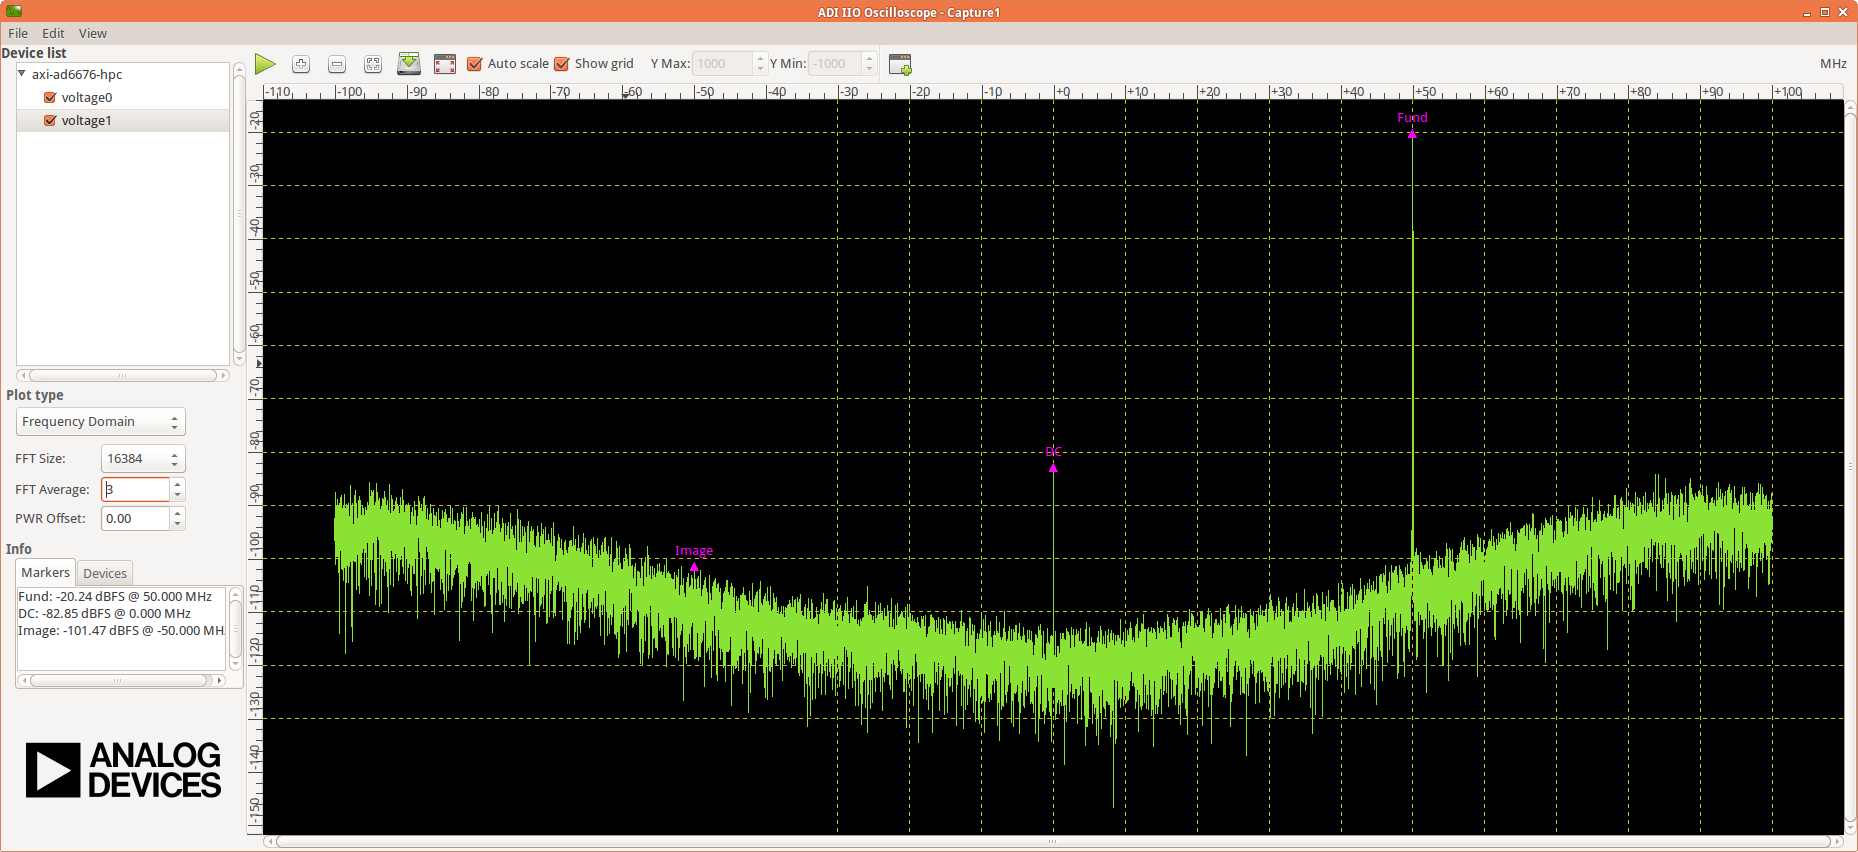 ADI IIO Oscilloscope - Capture1
File Edit View
Device list
axi-ad6676-hpc
voltage0
voltage1
Auto scale Show grid Y Max: 1000 Y Min: -1000 MHz
-110 -100 -90 -80 -70 -60 -50 -40 -30 -20 -10 +0 +10 +20 +30 +40 +50 +60 +70 +80 +90 +100
-20
-30
-40
-50
-60
-70
-80
-90
-100
-110
-120
-130
-140
-150
Fund
DC
Image
Plot type
Frequency Domain
FFT Size: 16384
FFT Average: 3
PWR Offset: 0.00
Info
Markers Devices
Fund: -20.24 dBFS @ 50.000 MHz
DC: -82.85 dBFS @ 0.000 MHz
Image: -101.47 dBFS @ -50.000 MH
ANALOG
DEVICES